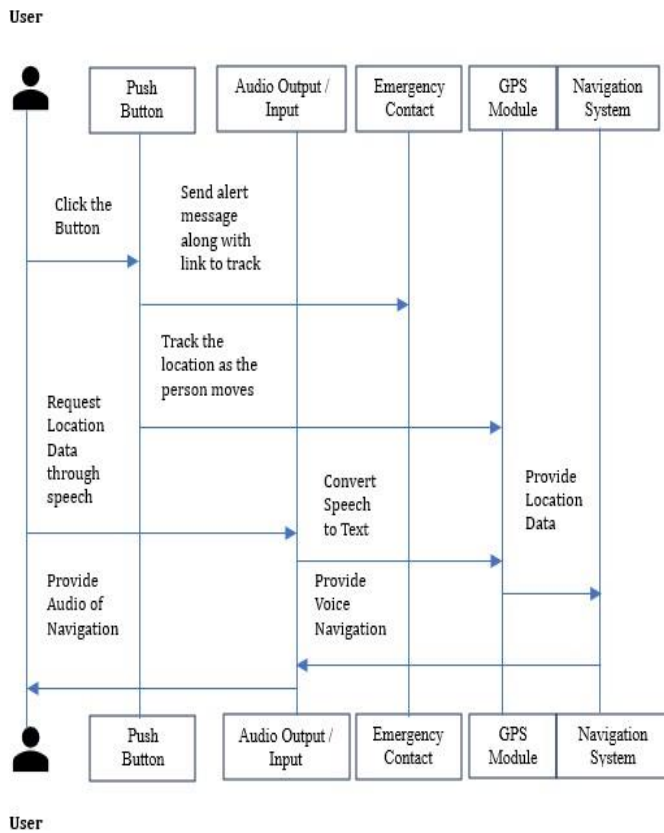 User
Push
Button
Audio Output /
Input
Emergency
Contact
GPS
Module
Navigation
System
Click the
Button
Send alert
message
along with
link to track
Track the
location as the
person moves
Request
Location
Data
through
speech
Convert
Speech
to Text
Provide
Location
Data
Provide
Audio of
Navigation
Provide
Voice
Navigation
Push
Button
Audio Output /
Input
Emergency
Contact
GPS
Module
Navigation
System
User